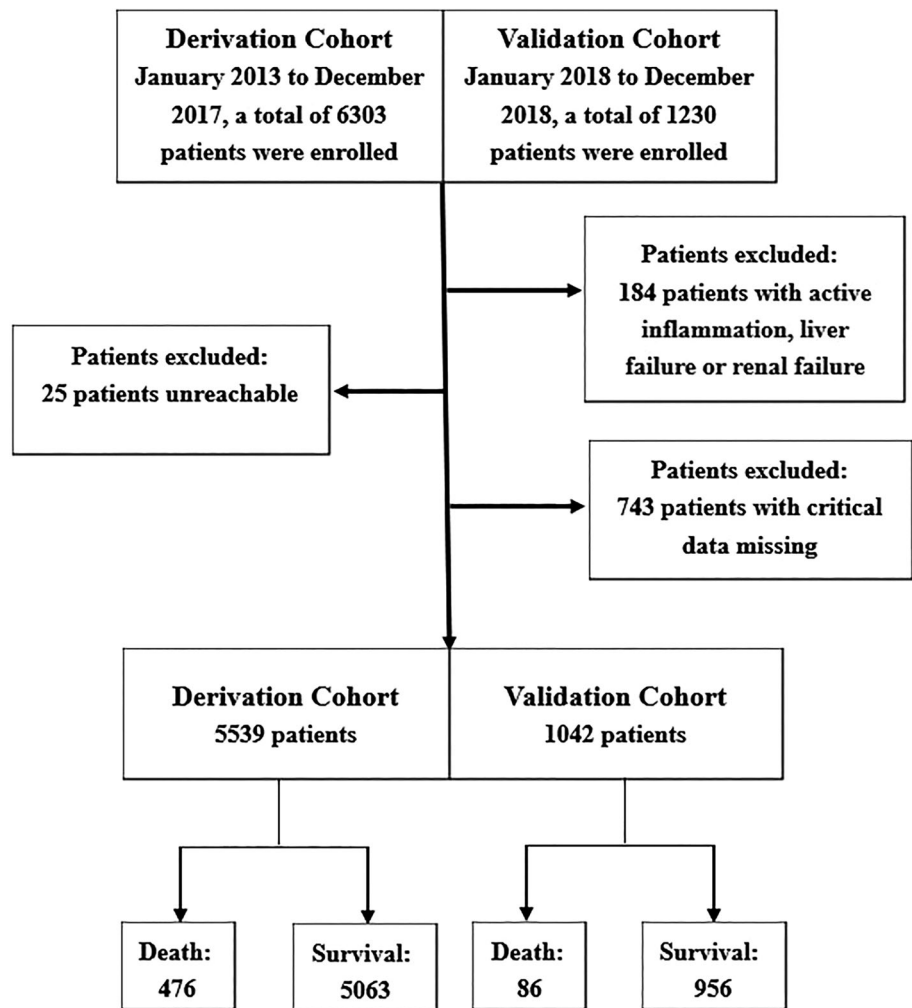 Derivation Cohort
January 2013 to December
2017, a total of 6303
patients were enrolled
Validation Cohort
January 2018 to December
2018, a total of 1230
patients were enrolled
Patients excluded:
184 patients with active
inflammation, liver
failure or renal failure
Patients excluded:
25 patients unreachable
Patients excluded:
743 patients with critical
data missing
Derivation Cohort
5539 patients
Validation Cohort
1042 patients
Death:
476
Survival:
5063
Death:
86
Survival:
956